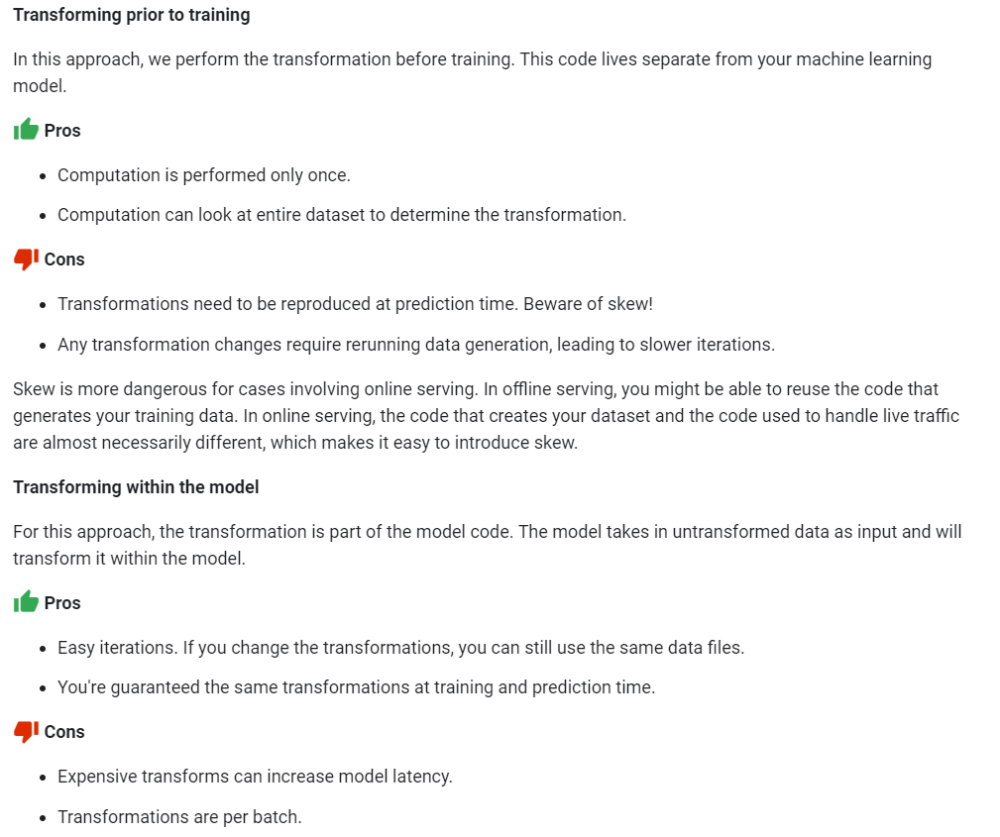 Transforming prior to training
In this approach, we perform the transformation before training. This code lives separate from your machine learning
model.
Pros
• Computation is performed only once.
• Computation can look at entire dataset to determine the transformation.
Cons
• Transformations need to be reproduced at prediction time. Beware of skew!
• Any transformation changes require rerunning data generation, leading to slower iterations.
Skew is more dangerous for cases involving online serving. In offline serving, you might be able to reuse the code that
generates your training data. In online serving, the code that creates your dataset and the code used to handle live traffic
are almost necessarily different, which makes it easy to introduce skew.
Transforming within the model
For this approach, the transformation is part of the model code. The model takes in untransformed data as input and will
transform it within the model.
Pros
• Easy iterations. If you change the transformations, you can still use the same data files.
• You're guaranteed the same transformations at training and prediction time.
Cons
• Expensive transforms can increase model latency.
• Transformations are per batch.